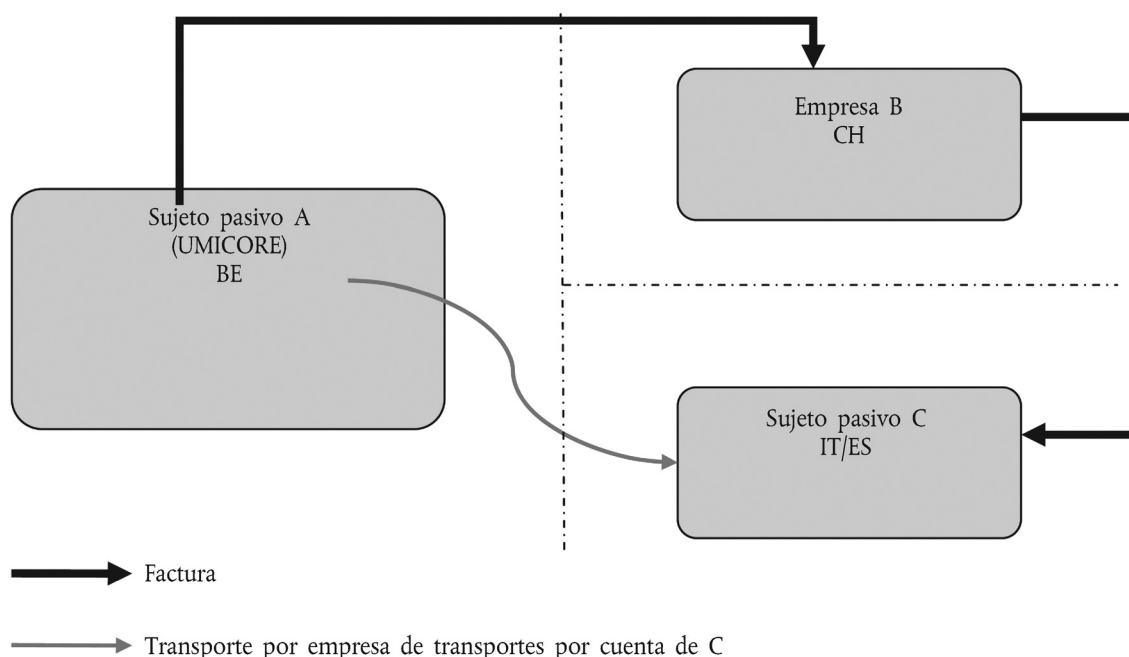 Empresa B
CH
Sujeto pasivo A
(UMICORE)
BE
Sujeto pasivo C
IT/ES
Factura
Transporte por empresa de transportes por cuenta de C